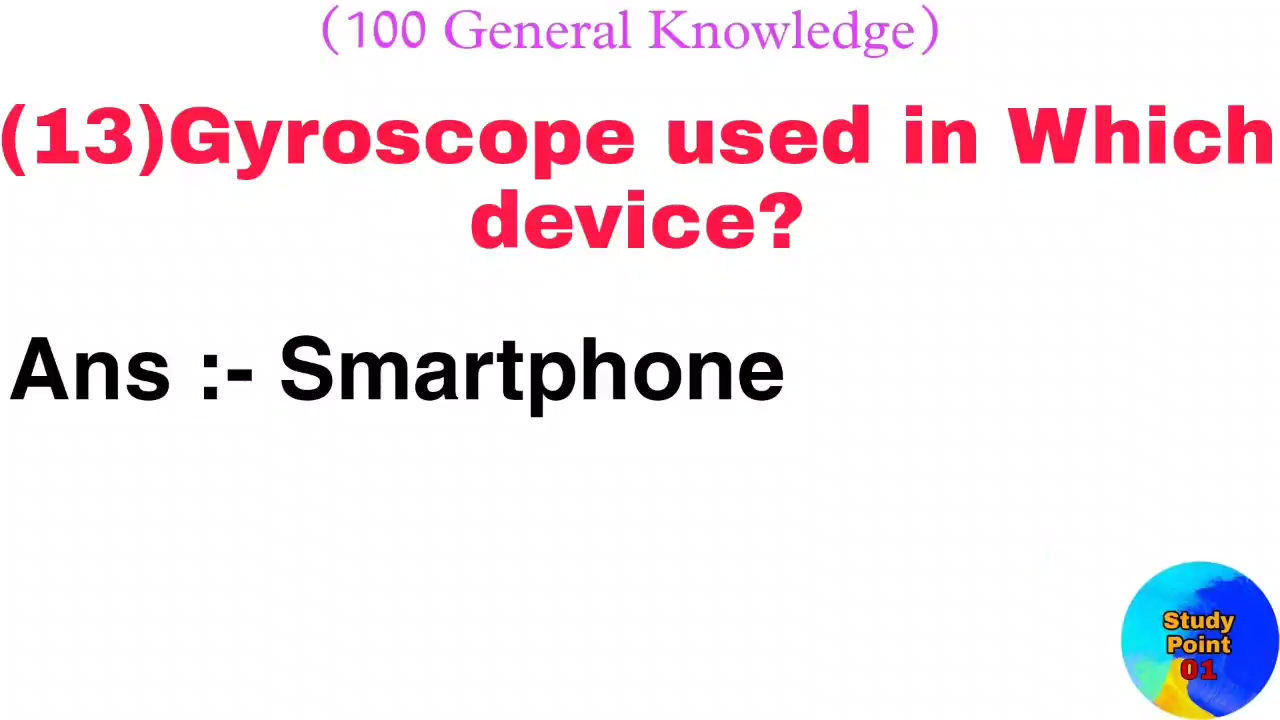 (100 General Knowledge)
(13)Gyroscope used in Which
device?
Ans :- Smartphone
Study
Point
01